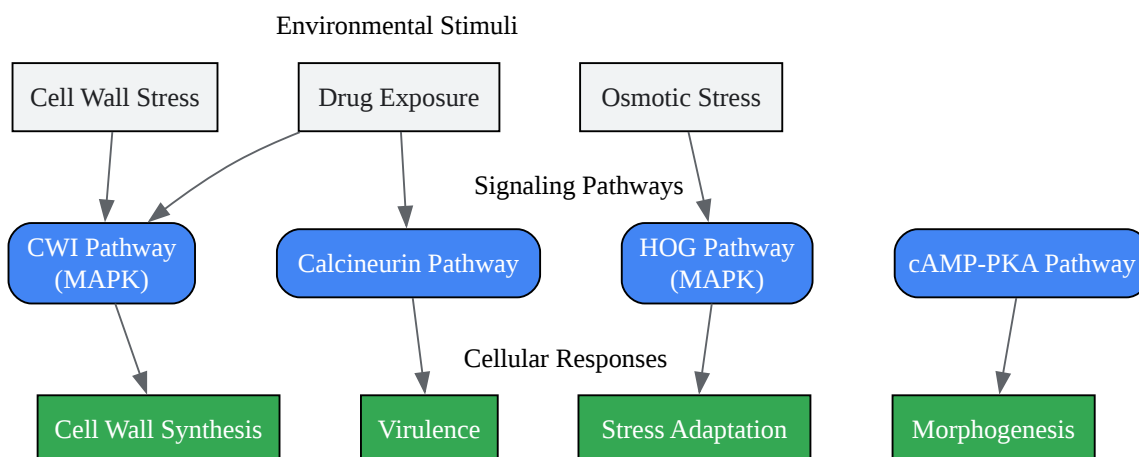 Environmental Stimuli
Cell Wall Stress
Drug Exposure
Osmotic Stress
Signaling Pathways
CWI Pathway
(MAPK)
Calcineurin Pathway
HOG Pathway
(MAPK)
cAMP-PKA Pathway
Cellular Responses
Cell Wall Synthesis
Virulence
Stress Adaptation
Morphogenesis